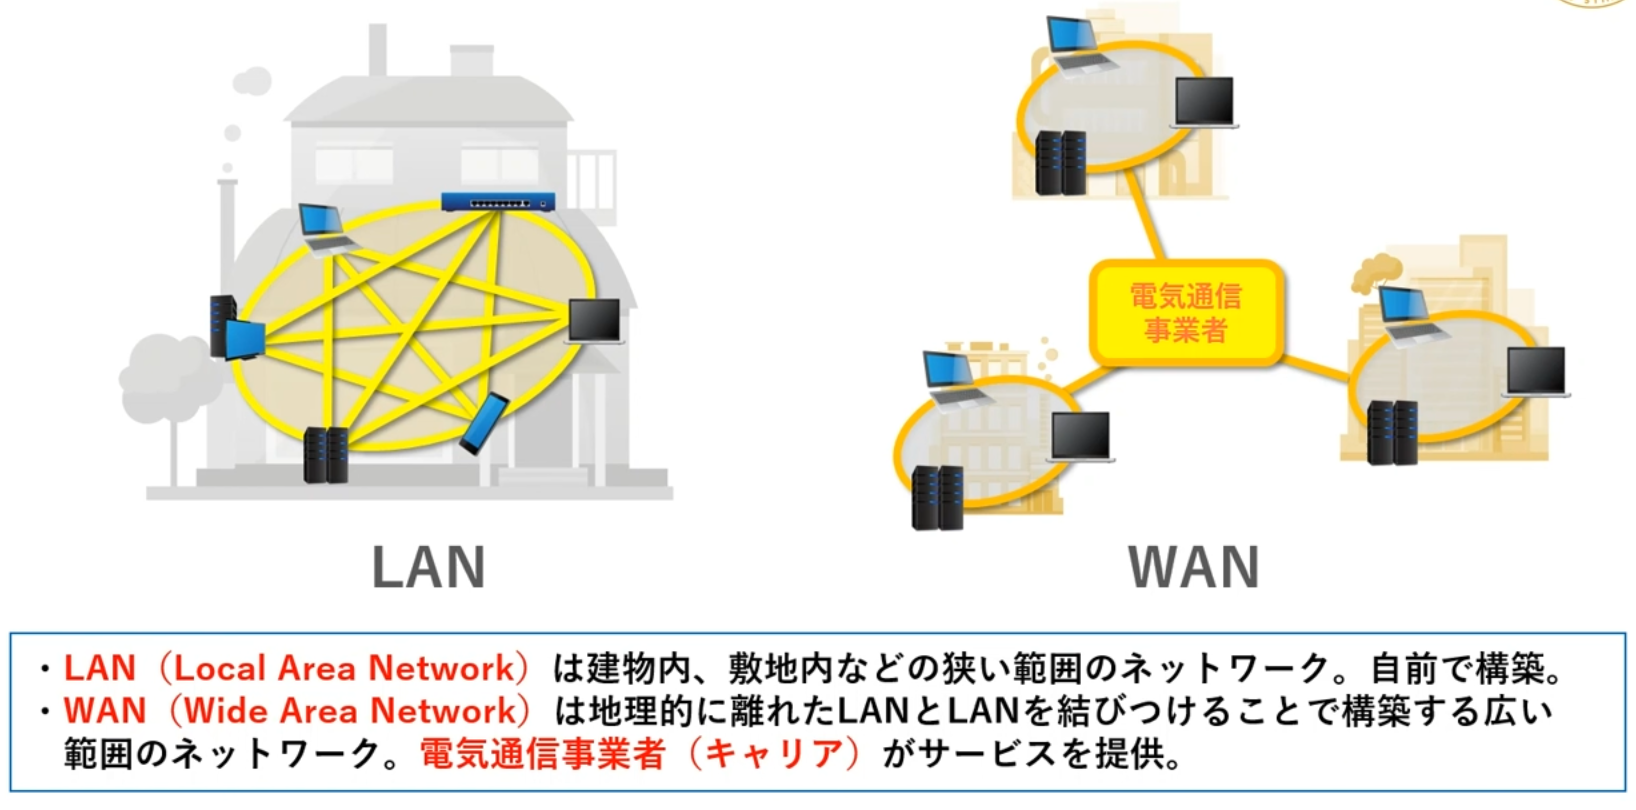 電気通信
事業者
LAN
WAN
・LAN（Local Area Network）は建物内、敷地内などの狭い範囲のネットワーク。自前で構築。
・WAN（Wide Area Network）は地理的に離れたLANとLANを結びつけることで構築する広い
範囲のネットワーク。電気通信事業者（キャリア）がサービスを提供。